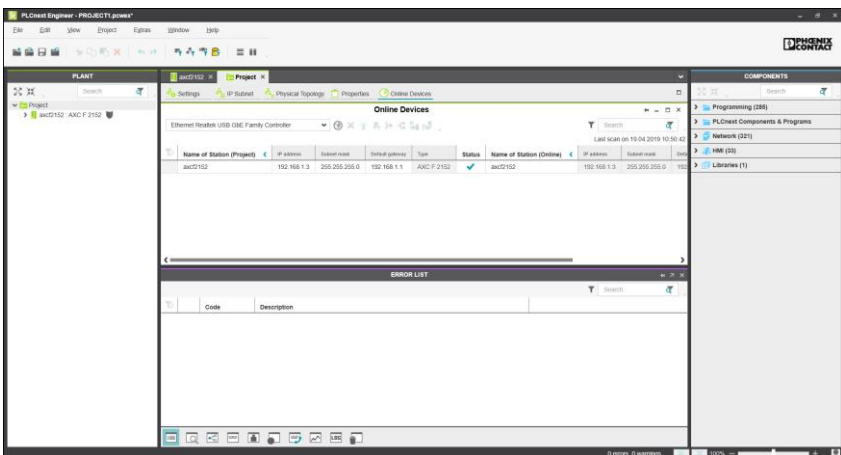 PLCnext Engineer - PROJECT1.pcwex*
File Edit View Project Extras Window Help
PHŒNIX
CONTACT
PLANT
Search
Project
axcf2152 : AXC F 2152
axcf2152 × Project ×
Settings IP Subnet Physical Topology Properties Online Devices
Online Devices
Ethernet Realtek USB GbE Family Controller
Search
Last scan on 19.04.2019 10:50:42
Name of Station (Project) IP address Subnet mask Default gateway Type Status Name of Station (Online) IP address Subnet mask
axcf2152 192.168.1.3 255.255.255.0 192.168.1.1 AXC F 2152 axcf2152 192.168.1.3 255.255.255.0 192
ERROR LIST
Search
Code Description
LOG
COMPONENTS
Search
Programming (286)
PLCnext Components & Programs
Network (321)
HMI (33)
Libraries (1)
0 errors, 0 warnings 100%